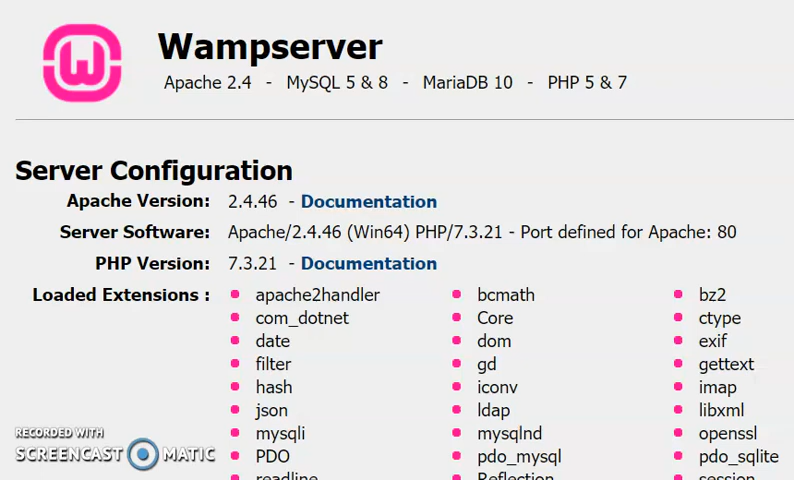 W
Wampserver
Apache 2.4 - MySQL 5 & 8 - MariaDB 10 - PHP 5 & 7
Server Configuration
Apache Version: 2.4.46 - Documentation
Server Software: Apache/2.4.46 (Win64) PHP/7.3.21 - Port defined for Apache: 80
PHP Version: 7.3.21 - Documentation
Loaded Extensions : apache2handler bcmath bz2
com_dotnet Core ctype
date dom exif
filter gd gettext
hash iconv imap
json ldap libxml
mysqli mysqlnd openssl
PDO pdo_mysql pdo_sqlite
readline Reflection session
RECORDED WITH
SCREENCAST MATIC